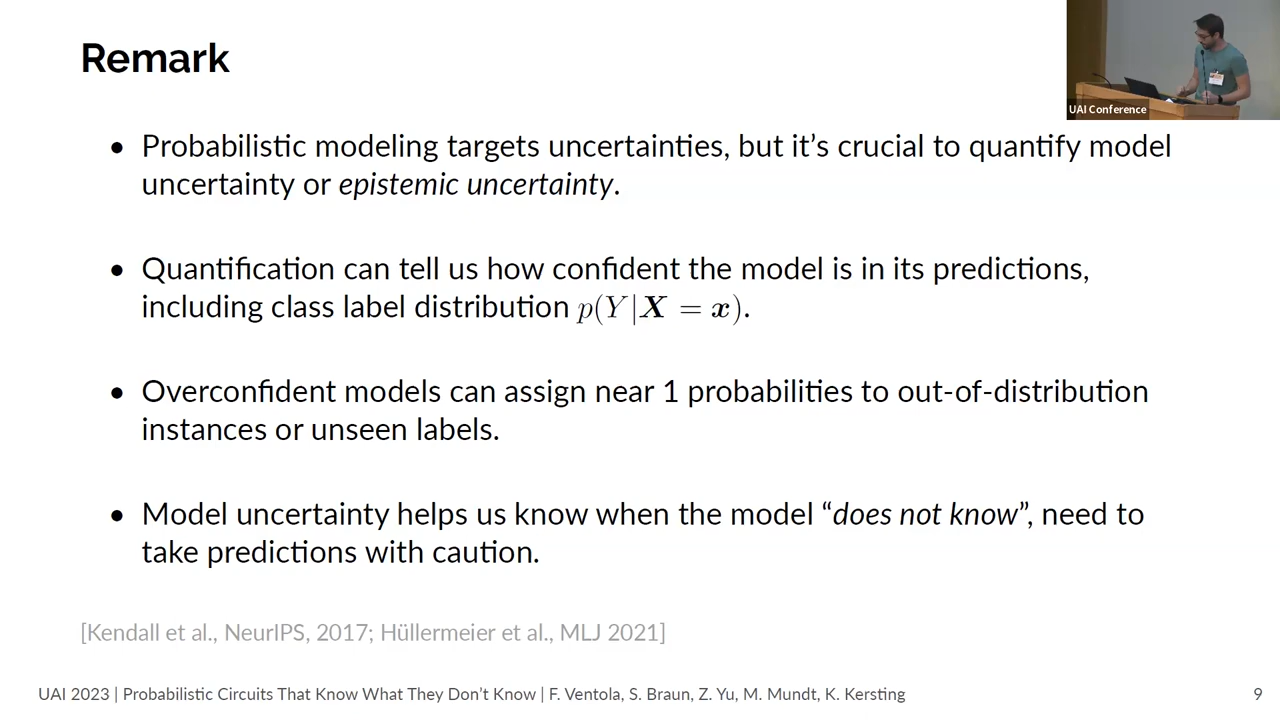 Remark
UAI Conference
• Probabilistic modeling targets uncertainties, but it’s crucial to quantify model
uncertainty or epistemic uncertainty.
• Quantification can tell us how confident the model is in its predictions,
including class label distribution p(Y|X = x).
• Overconfident models can assign near 1 probabilities to out-of-distribution
instances or unseen labels.
• Model uncertainty helps us know when the model “does not know”, need to
take predictions with caution.
[Kendall et al., NeurIPS, 2017; Hüllermeier et al., MLJ 2021]
UAI 2023 | Probabilistic Circuits That Know What They Don’t Know | F. Ventola, S. Braun, Z. Yu, M. Mundt, K. Kersting
9